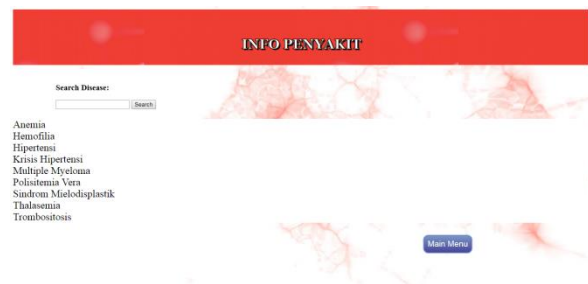 INFO PENYAKIT
Search Disease:
Search
Anemia
Hemofilia
Hipertensi
Krisis Hipertensi
Multiple Myeloma
Polisitemia Vera
Sindrom Mielodisplastik
Thalasemia
Trombositosis
Main Menu